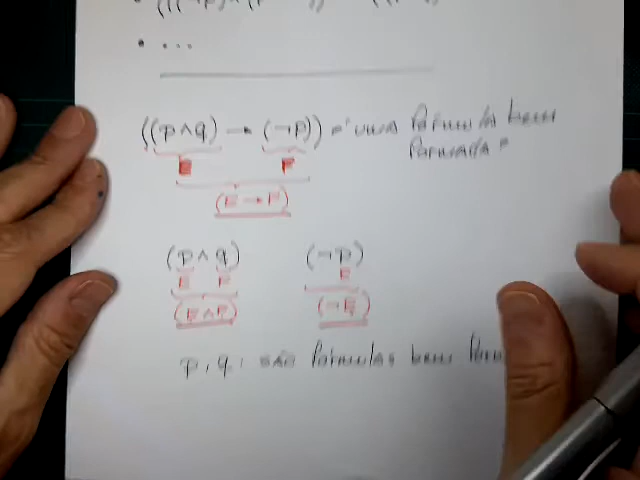 • ...
((p ∧ q) → (¬p)) é uma fórmula bem
formada?
E F
(E → F)
(p ∧ q) (¬p)
E F E
(E ∧ F) (¬E)
p, q, são fórmulas bem